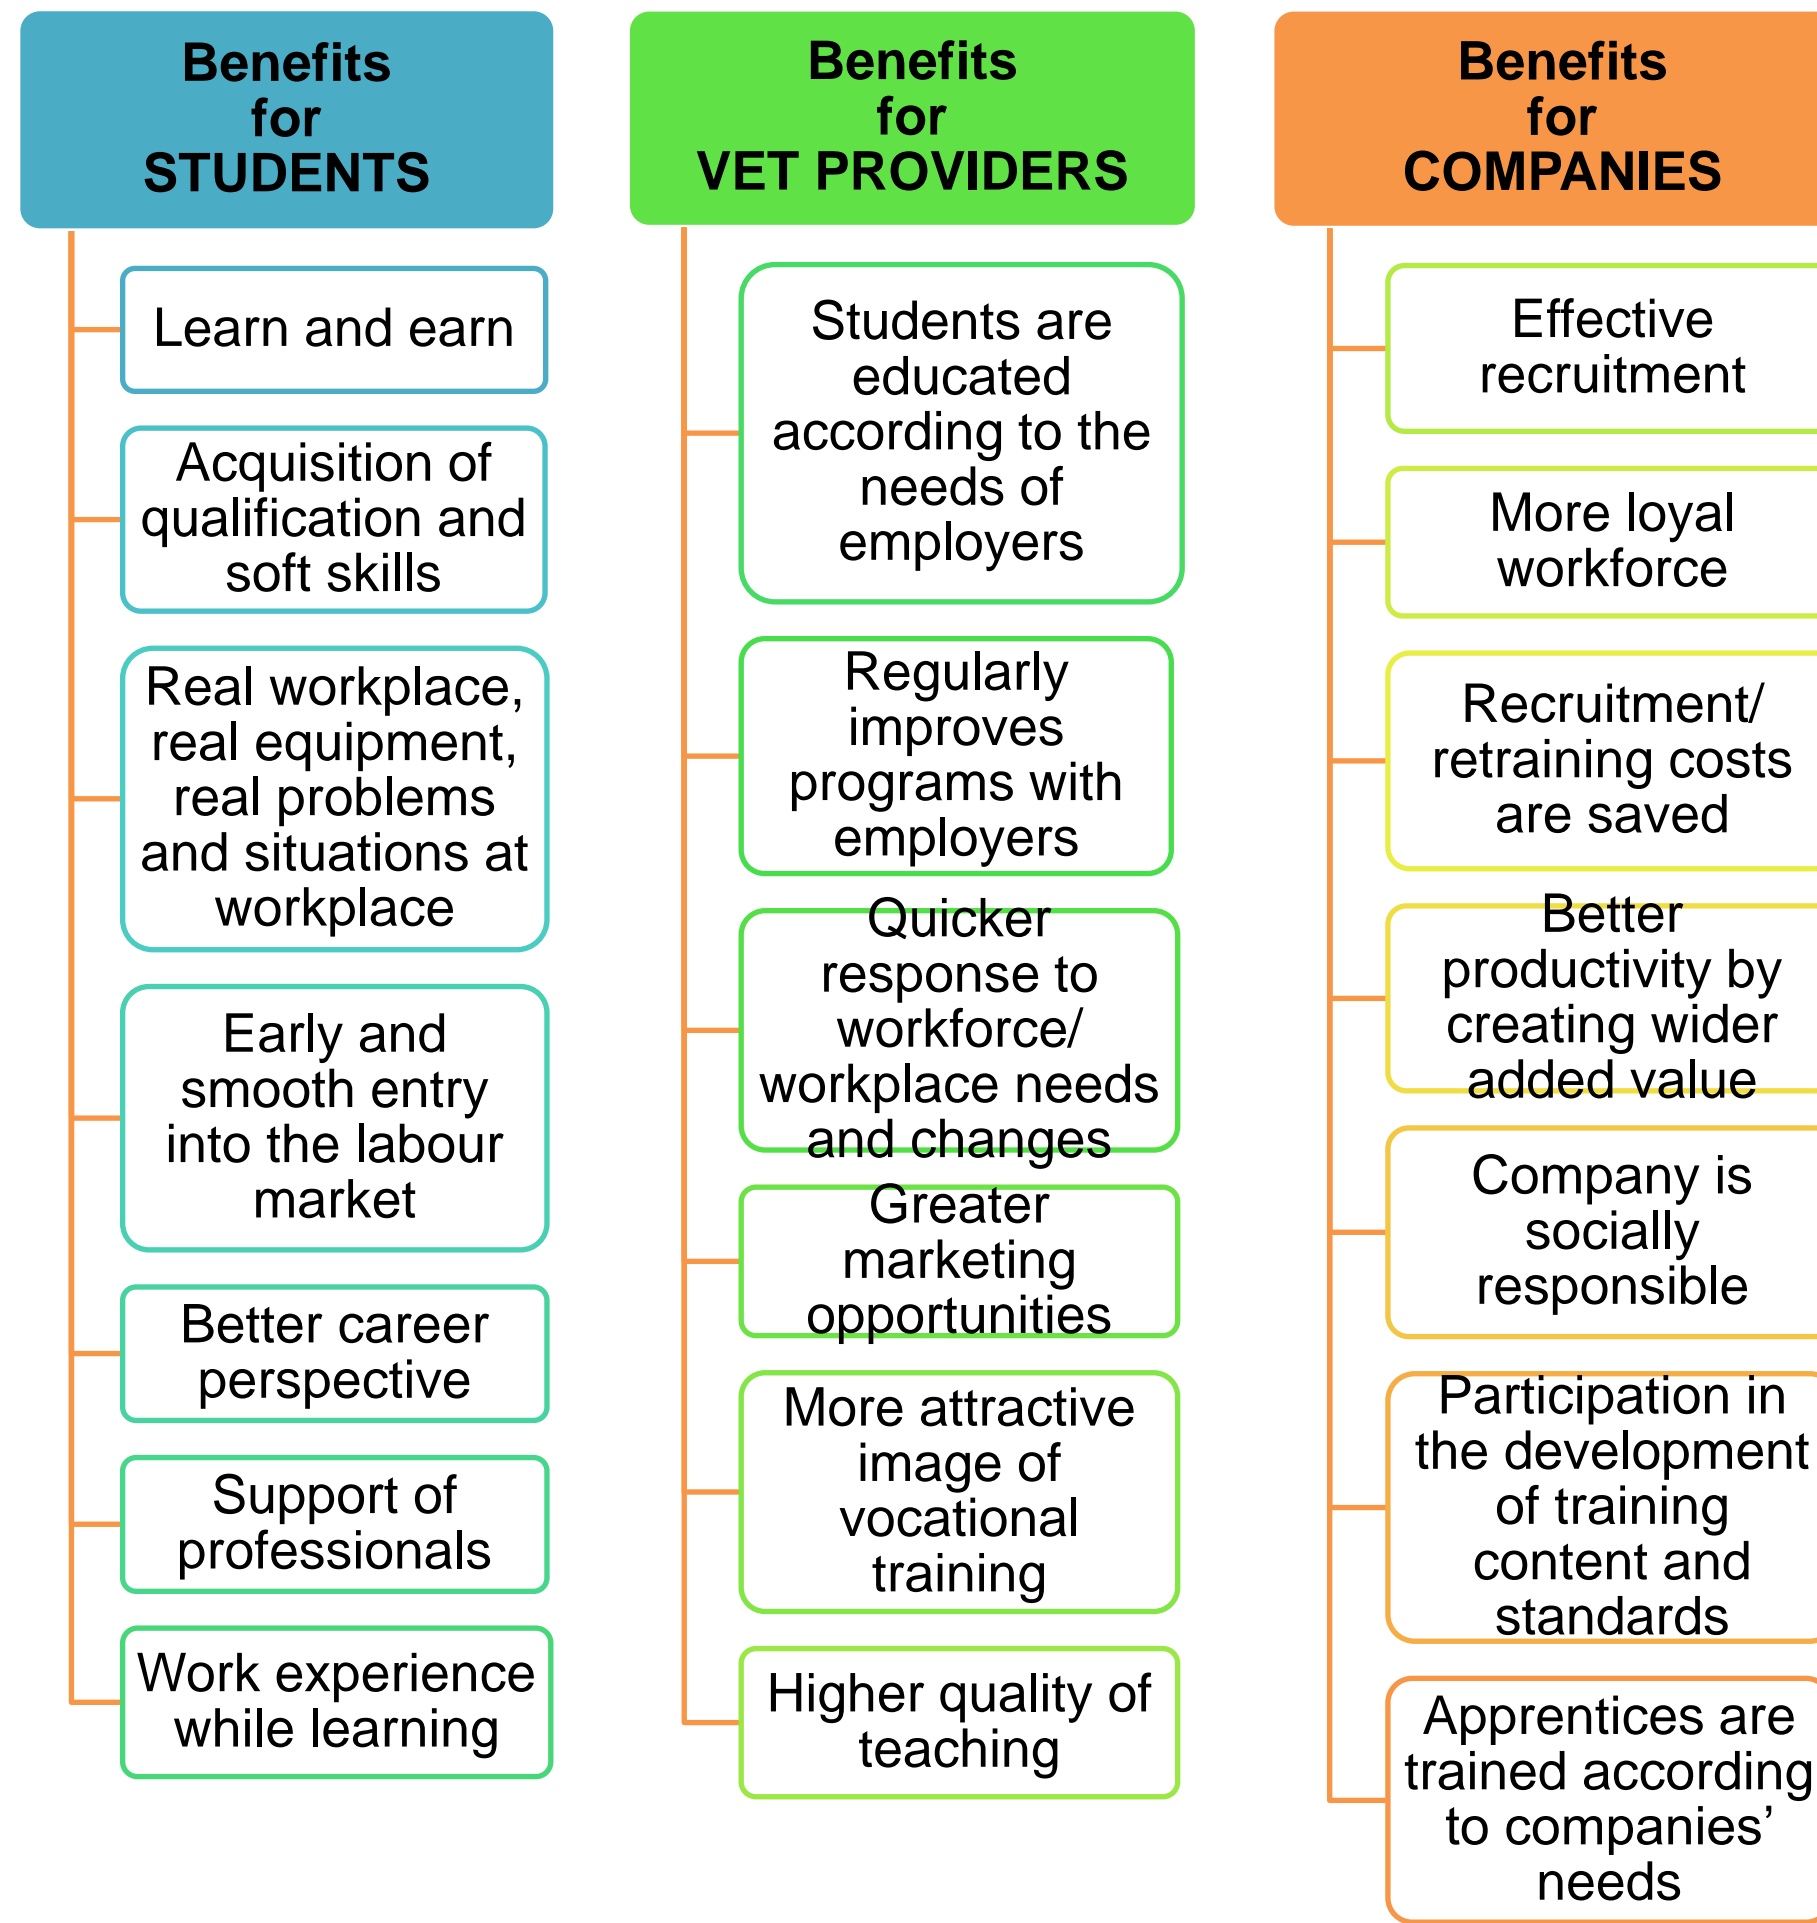 Benefits
for
STUDENTS
Learn and earn
Acquisition of
qualification and
soft skills
Real workplace,
real equipment,
real problems
and situations at
workplace
Early and
smooth entry
into the labour
market
Better career
perspective
Support of
professionals
Work experience
while learning
Benefits
for
VET PROVIDERS
Students are
educated
according to the
needs of
employers
Regularly
improves
programs with
employers
Quicker
response to
workforce/
workplace needs
and changes
Greater
marketing
opportunities
More attractive
image of
vocational
training
Higher quality of
teaching
Benefits
for
COMPANIES
Effective
recruitment
More loyal
workforce
Recruitment/
retraining costs
are saved
Better
productivity by
creating wider
added value
Company is
socially
responsible
Participation in
the development
of training
content and
standards
Apprentices are
trained according
to companies’
needs